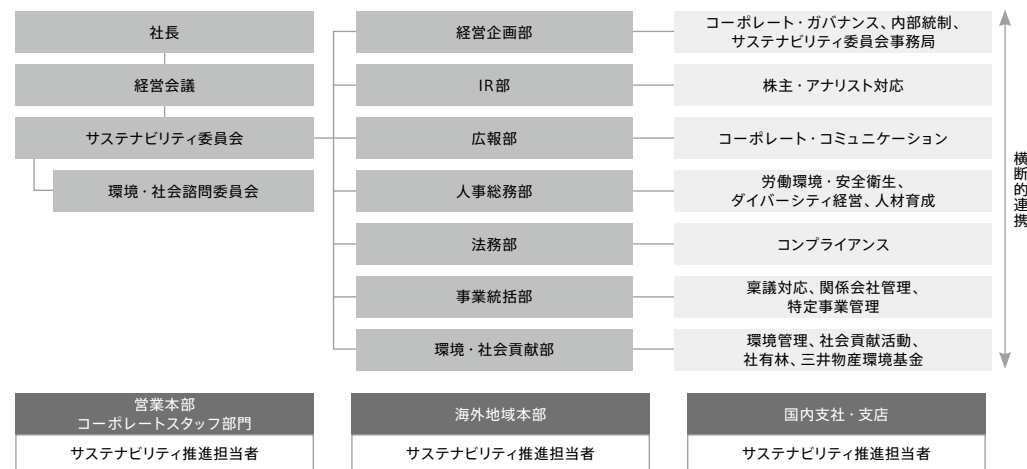 社長
経営会議
サステナビリティ委員会
環境・社会諮問委員会
経営企画部
コーポレート・ガバナンス、内部統制、
サステナビリティ委員会事務局
IR部
株主・アナリスト対応
広報部
コーポレート・コミュニケーション
人事総務部
労働環境・安全衛生、
ダイバーシティ経営、人材育成
法務部
コンプライアンス
事業統括部
稟議対応、関係会社管理、
特定事業管理
環境・社会貢献部
環境管理、社会貢献活動、
社有林、三井物産環境基金
横断的連携
営業本部
コーポレートスタッフ部門
サステナビリティ推進担当者
海外地域本部
サステナビリティ推進担当者
国内支社・支店
サステナビリティ推進担当者